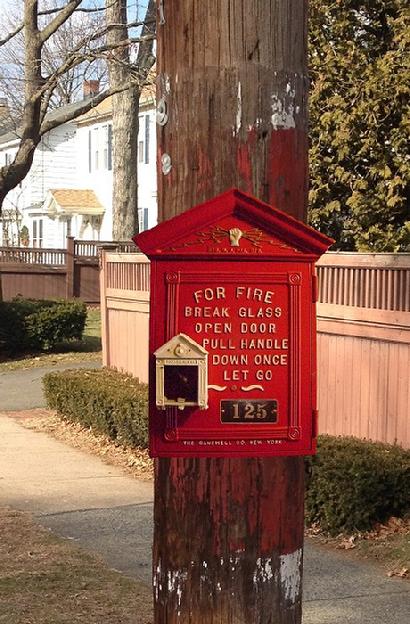 FOR FIRE
BREAK GLASS
OPEN DOOR
PULL HANDLE
DOWN ONCE
LET GO
125
THE GAMEWELL CO. NEW YORK